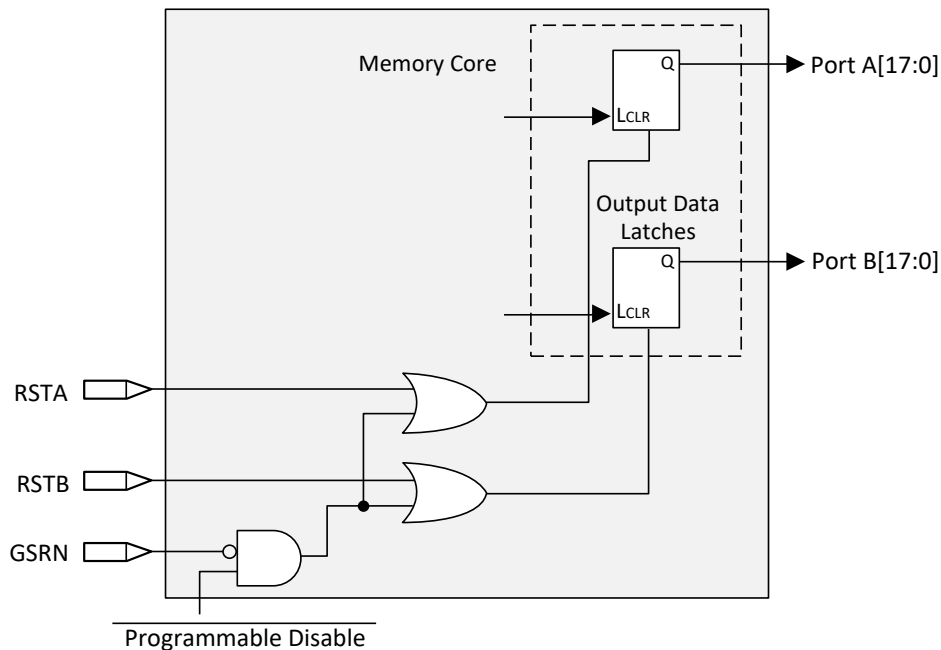 Memory Core
Q
Port A[17:0]
LCLR
Output Data
Latches
Q
Port B[17:0]
LCLR
RSTA
RSTB
GSRN
Programmable Disable